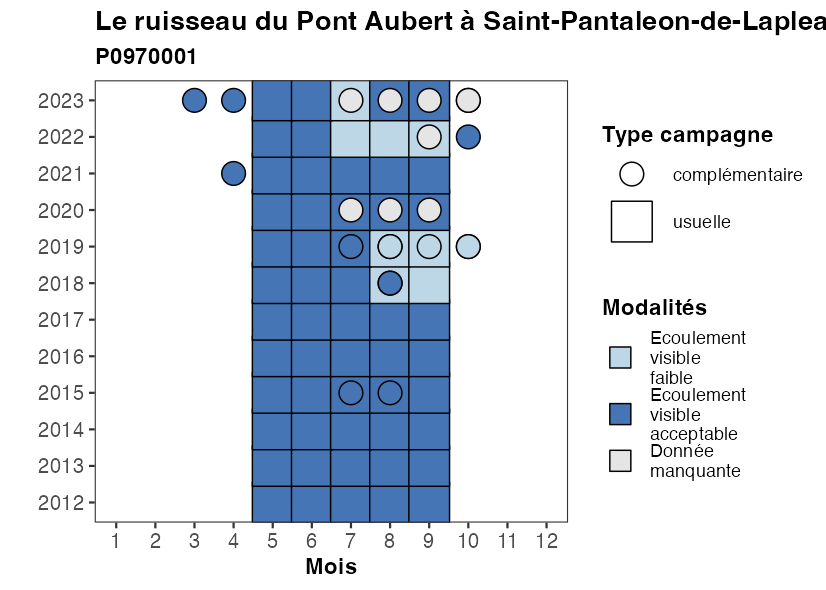 Le ruisseau du Pont Aubert à Saint-Pantaleon-de-Laplea
P0970001
2023
2022
2021
2020
2019
2018
2017
2016
2015
2014
2013
2012
1 2 3 4 5 6 7 8 9 10 11 12
Mois
Type campagne
complémentaire
usuelle
Modalités
Ecoulement
visible
faible
Ecoulement
visible
acceptable
Donnée
manquante